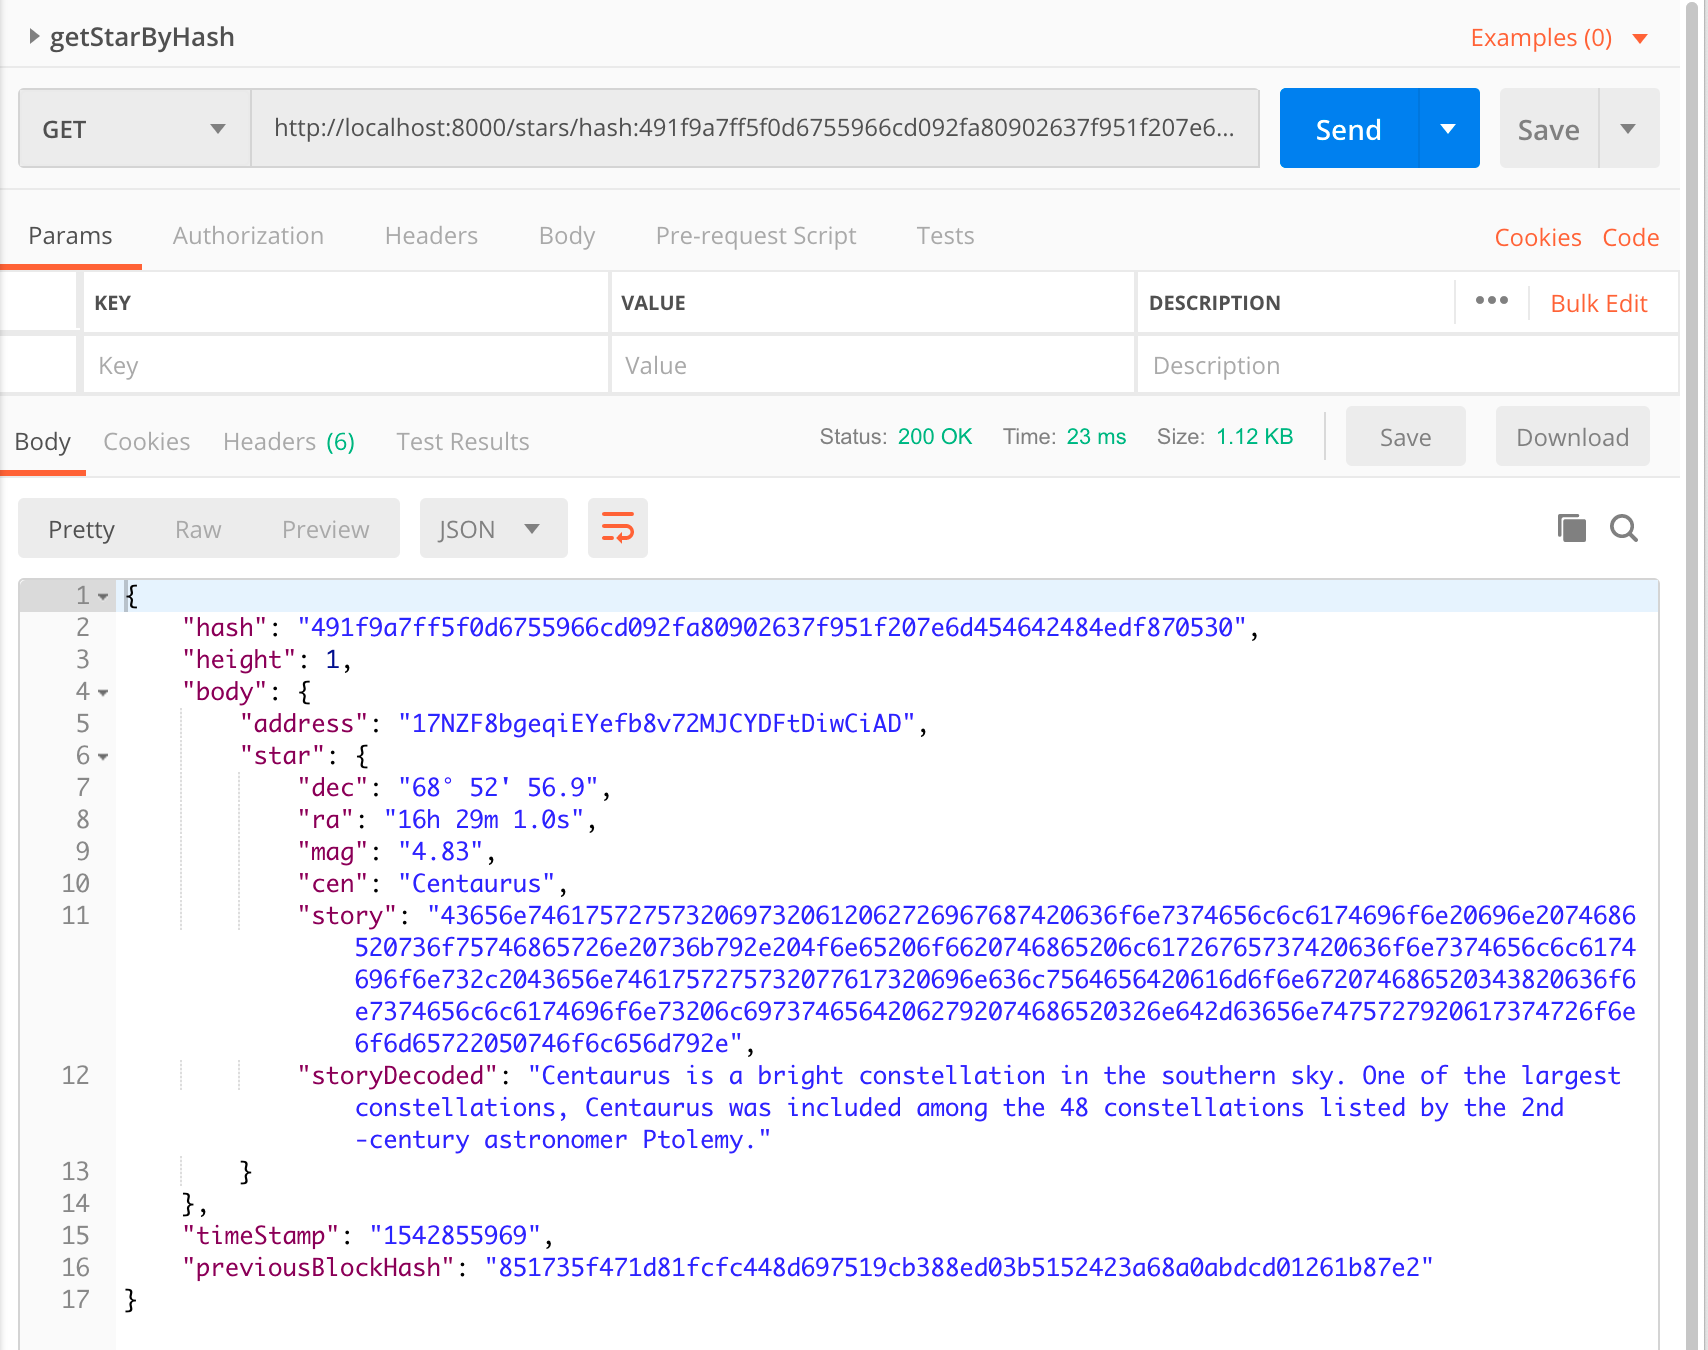 getStarByHash
Examples (0)
GET
http://localhost:8000/stars/hash:491f9a7ff5f0d6755966cd092fa80902637f951f207e6...
Send
Save
Params Authorization Headers Body Pre-request Script Tests Cookies Code
KEY VALUE DESCRIPTION ••• Bulk Edit
Key Value Description
Body Cookies Headers (6) Test Results Status: 200 OK Time: 23 ms Size: 1.12 KB Save Download
Pretty Raw Preview JSON
1 {
2 "hash": "491f9a7ff5f0d6755966cd092fa80902637f951f207e6d454642484edf870530",
3 "height": 1,
4 "body": {
5 "address": "17NZF8bgeqiEYefb8v72MJCYDFtDiwCiAD",
6 "star": {
7 "dec": "68° 52' 56.9",
8 "ra": "16h 29m 1.0s",
9 "mag": "4.83",
10 "cen": "Centaurus",
11 "story": "43656e74617572757320697320612062726967687420636f6e7374656c6c6174696f6e20696e2074686
520736f75746865726e20736b792e204f6e65206f6620746865206c61726765737420636f6e7374656c6c6174
696f6e732c2043656e7461757275732077617320696e636c7564656420616d6f6e672074686520343820636f6
e7374656c6c6174696f6e73206c69737465642062792074686520326e642d63656e747572792061737472​6f6e
6f6d65722050746f6c656d792e",
12 "storyDecoded": "Centaurus is a bright constellation in the southern sky. One of the largest
constellations, Centaurus was included among the 48 constellations listed by the 2nd
-century astronomer Ptolemy."
13 }
14 },
15 "timeStamp": "1542855969",
16 "previousBlockHash": "851735f471d81fcfc448d697519cb388ed03b5152423a68a0abdcd01261b87e2"
17 }